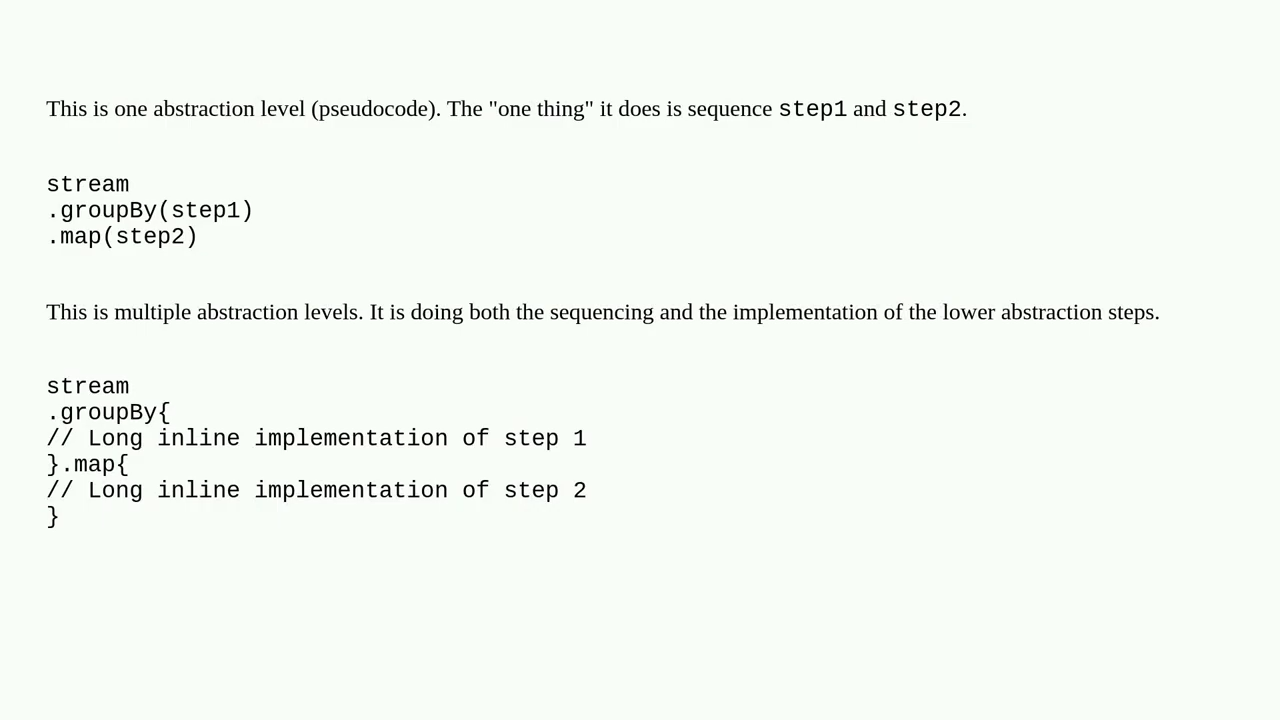 This is one abstraction level (pseudocode). The "one thing" it does is sequence step1 and step2.
stream
.groupBy(step1)
.map(step2)
This is multiple abstraction levels. It is doing both the sequencing and the implementation of the lower abstraction steps.
stream
.groupBy{
// Long inline implementation of step 1
}.map{
// Long inline implementation of step 2
}